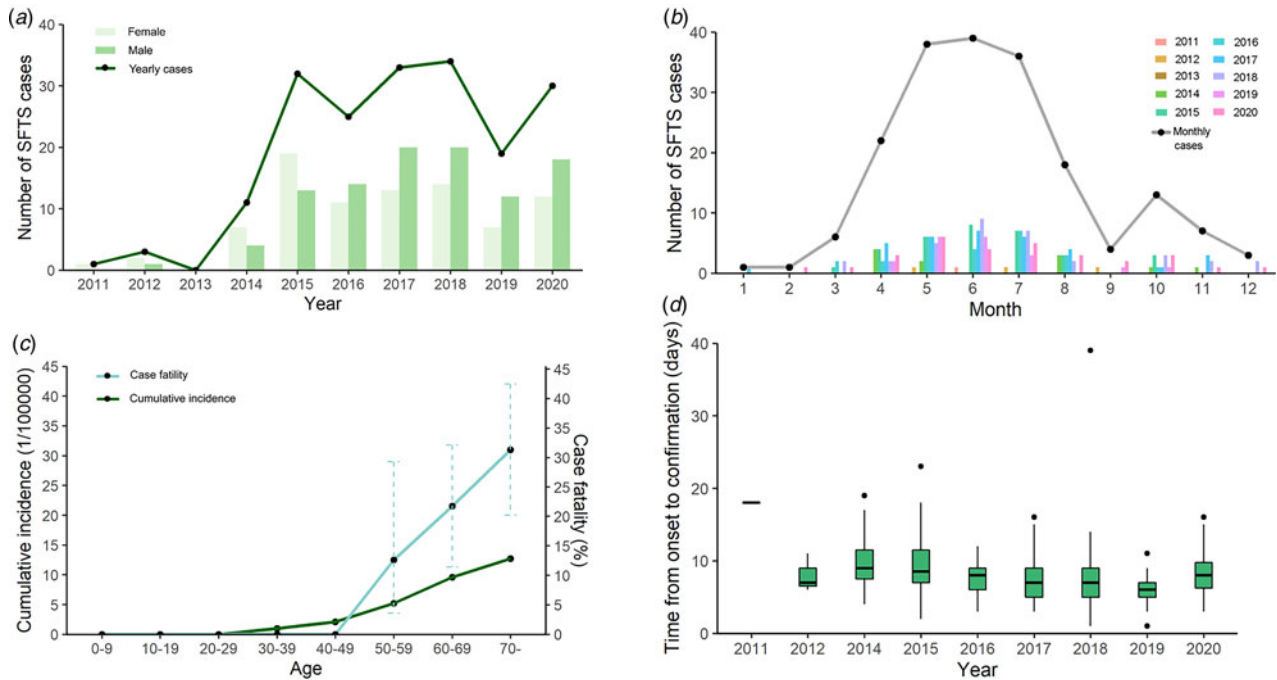 (a)
Female
Male
Yearly cases
Number of SFTS cases
40
30
20
10
0
2011 2012 2013 2014 2015 2016 2017 2018 2019 2020
Year
(b)
2011 2016
2012 2017
2013 2018
2014 2019
2015 2020
Monthly
cases
Number of SFTS cases
40
30
20
10
0
1 2 3 4 5 6 7 8 9 10 11 12
Month
(c)
Case fatility
Cumulative incidence
Cumulative incidence (1/100000)
45
40
35
30
25
20
15
10
5
0
Case fatility (%)
45
40
35
30
25
20
15
10
5
0
0-9 10-19 20-29 30-39 40-49 50-59 60-69 70-
Age
(d)
Time from onset to confirmation (days)
40
30
20
10
0
2011 2012 2014 2015 2016 2017 2018 2019 2020
Year